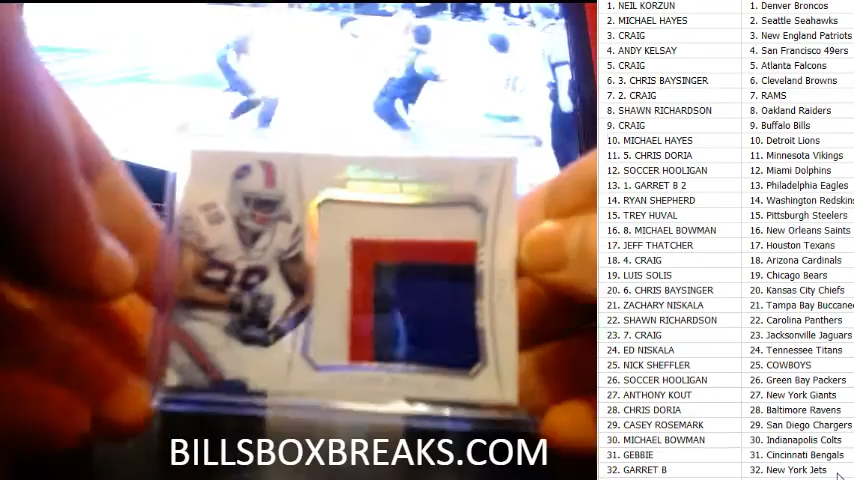 1. NEIL KORZUN 1. Denver Broncos
2. MICHAEL HAYES 2. Seattle Seahawks
3. CRAIG 3. New England Patriots
4. ANDY KELSAY 4. San Francisco 49ers
5. CRAIG 5. Atlanta Falcons
6. 3. CHRIS BAYSINGER 6. Cleveland Browns
7. 2. CRAIG 7. RAMS
8. SHAWN RICHARDSON 8. Oakland Raiders
9. CRAIG 9. Buffalo Bills
10. MICHAEL HAYES 10. Detroit Lions
11. 5. CHRIS DORIA 11. Minnesota Vikings
12. SOCCER HOOLIGAN 12. Miami Dolphins
13. 1. GARRET B 2 13. Philadelphia Eagles
14. RYAN SHEPHERD 14. Washington Redskins
15. TREY HUVAL 15. Pittsburgh Steelers
16. 8. MICHAEL BOWMAN 16. New Orleans Saints
17. JEFF THATCHER 17. Houston Texans
18. 4. CRAIG 18. Arizona Cardinals
19. LUIS SOLIS 19. Chicago Bears
20. 6. CHRIS BAYSINGER 20. Kansas City Chiefs
21. ZACHARY NISKALA 21. Tampa Bay Buccanee
22. SHAWN RICHARDSON 22. Carolina Panthers
23. 7. CRAIG 23. Jacksonville Jaguars
24. ED NISKALA 24. Tennessee Titans
25. NICK SHEFFLER 25. COWBOYS
26. SOCCER HOOLIGAN 26. Green Bay Packers
27. ANTHONY KOUT 27. New York Giants
28. CHRIS DORIA 28. Baltimore Ravens
29. CASEY ROSEMARK 29. San Diego Chargers
30. MICHAEL BOWMAN 30. Indianapolis Colts
31. GEBBIE 31. Cincinnati Bengals
32. GARRET B 32. New York Jets
BILLSBOXBREAKS.COM